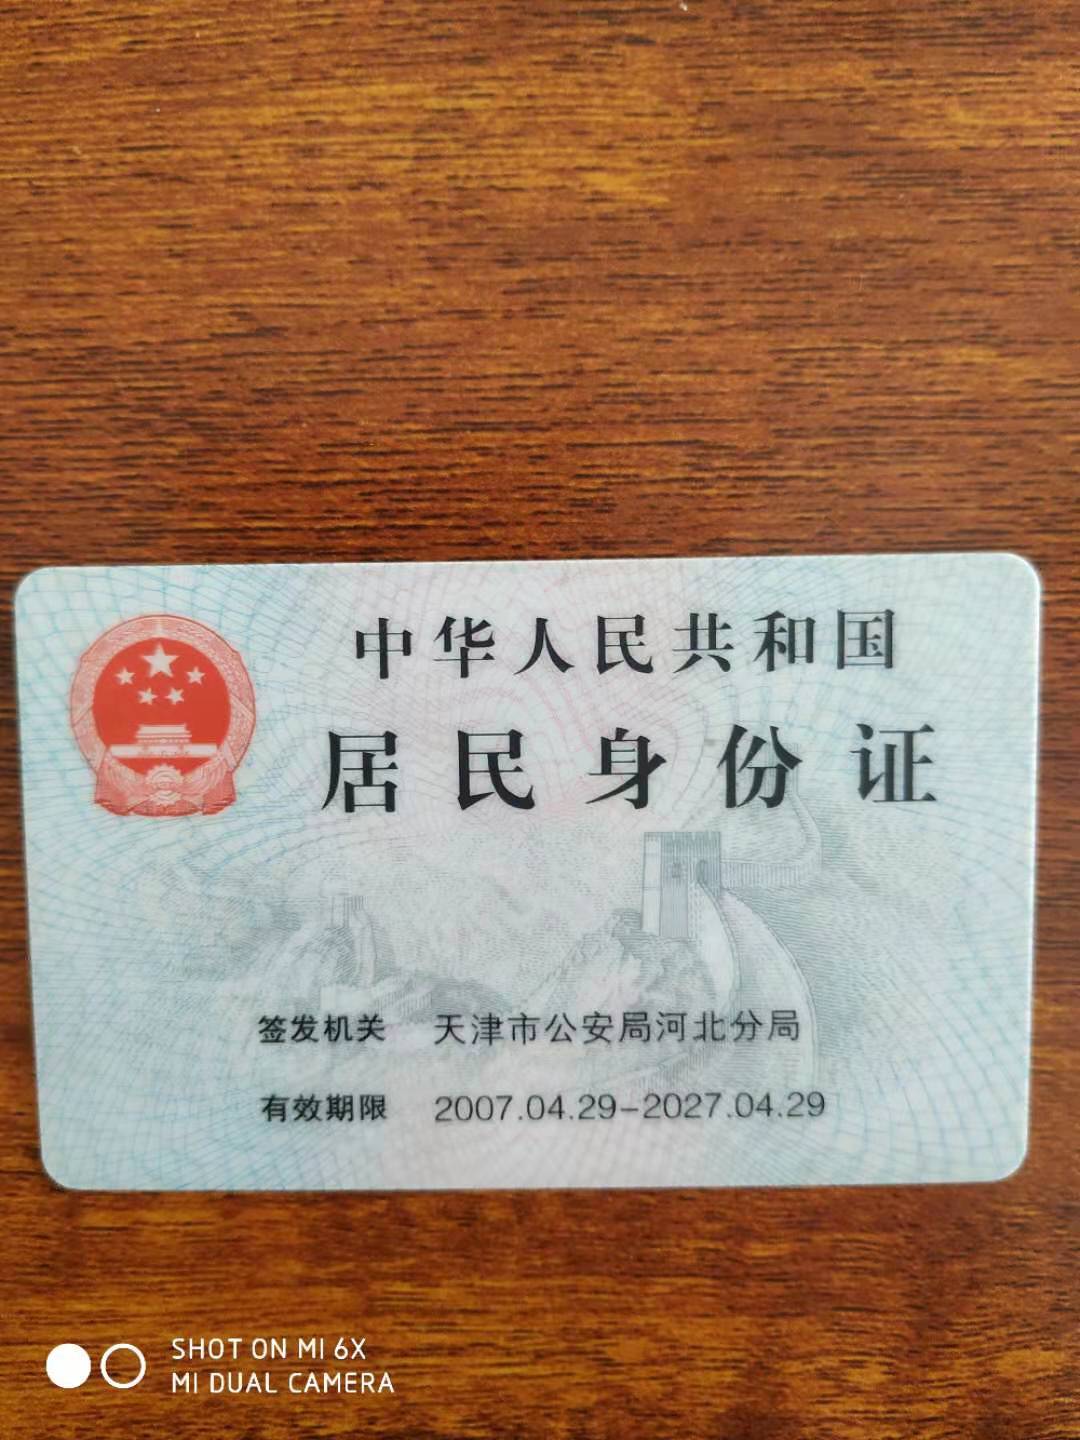 中华人民共和国
居民身份证
签发机关 天津市公安局河北分局
有效期限 2007.04.29-2027.04.29
SHOT ON MI 6X
MI DUAL CAMERA